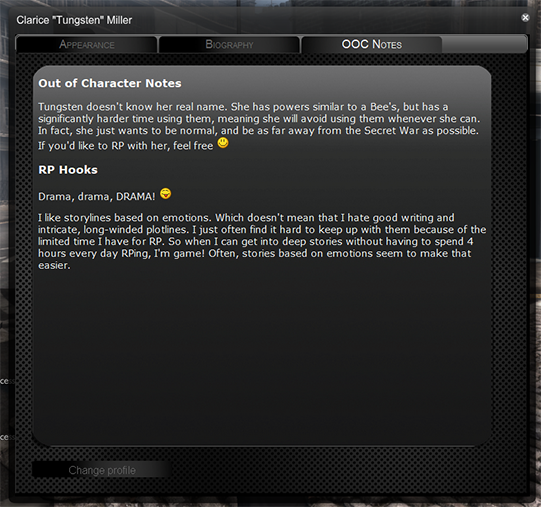 Clarice "Tungsten" Miller
Appearance
Biography
OOC Notes
Out of Character Notes
Tungsten doesn't know her real name. She has powers similar to a Bee's, but has a
significantly harder time using them, meaning she will avoid using them whenever she can.
In fact, she just wants to be normal, and be as far away from the Secret War as possible.
If you'd like to RP with her, feel free
RP Hooks
Drama, drama, DRAMA!
I like storylines based on emotions. Which doesn't mean that I hate good writing and
intricate, long-winded plotlines. I just often find it hard to keep up with them because of the
limited time I have for RP. So when I can get into deep stories without having to spend 4
hours every day RPing, I'm game! Often, stories based on emotions seem to make that
easier.
Change profile